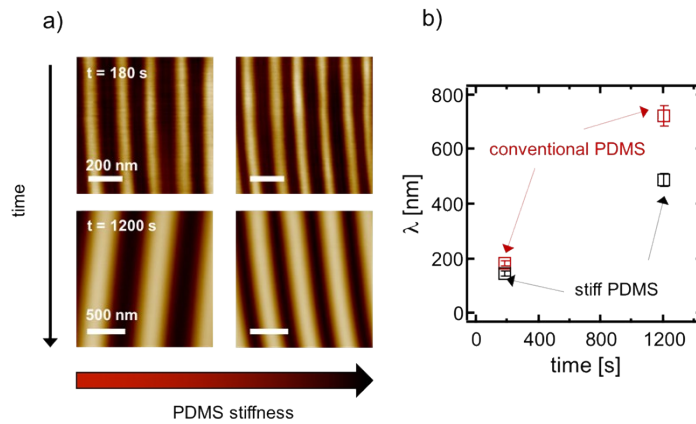 a)
t = 180 s
200 nm
time
t = 1200 s
500 nm
PDMS stiffness
b)
800
600
400
200
0
λ [nm]
conventional PDMS
stiff PDMS
0
400
800
1200
time [s]